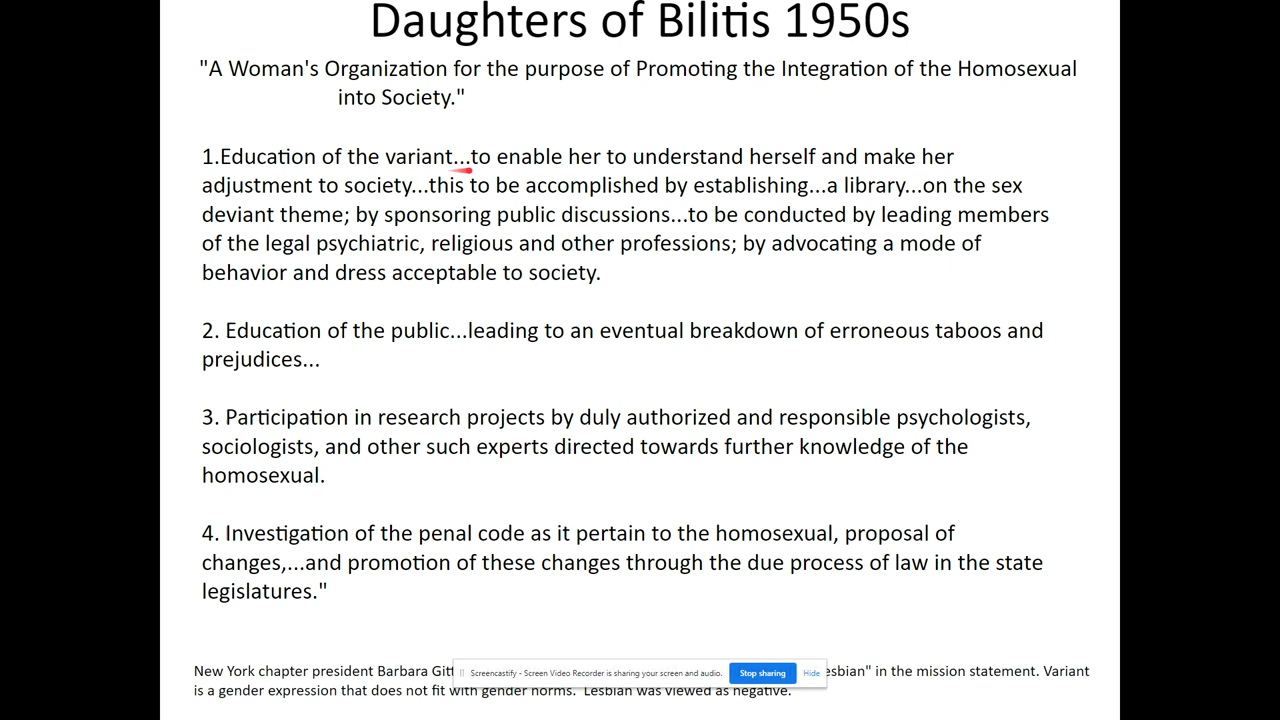 Daughters of Bilitis 1950s
"A Woman's Organization for the purpose of Promoting the Integration of the Homosexual
into Society."
1.Education of the variant...to enable her to understand herself and make her
adjustment to society...this to be accomplished by establishing...a library...on the sex
deviant theme; by sponsoring public discussions...to be conducted by leading members
of the legal psychiatric, religious and other professions; by advocating a mode of
behavior and dress acceptable to society.
2. Education of the public...leading to an eventual breakdown of erroneous taboos and
prejudices...
3. Participation in research projects by duly authorized and responsible psychologists,
sociologists, and other such experts directed towards further knowledge of the
homosexual.
4. Investigation of the penal code as it pertain to the homosexual, proposal of
changes,...and promotion of these changes through the due process of law in the state
legislatures."
New York chapter president Barbara Gitt
Screencastify - Screen Video Recorder is sharing your screen and audio. Stop sharing Hide
esbian" in the mission statement. Variant
is a gender expression that does not fit with gender norms. Lesbian was viewed as negative.